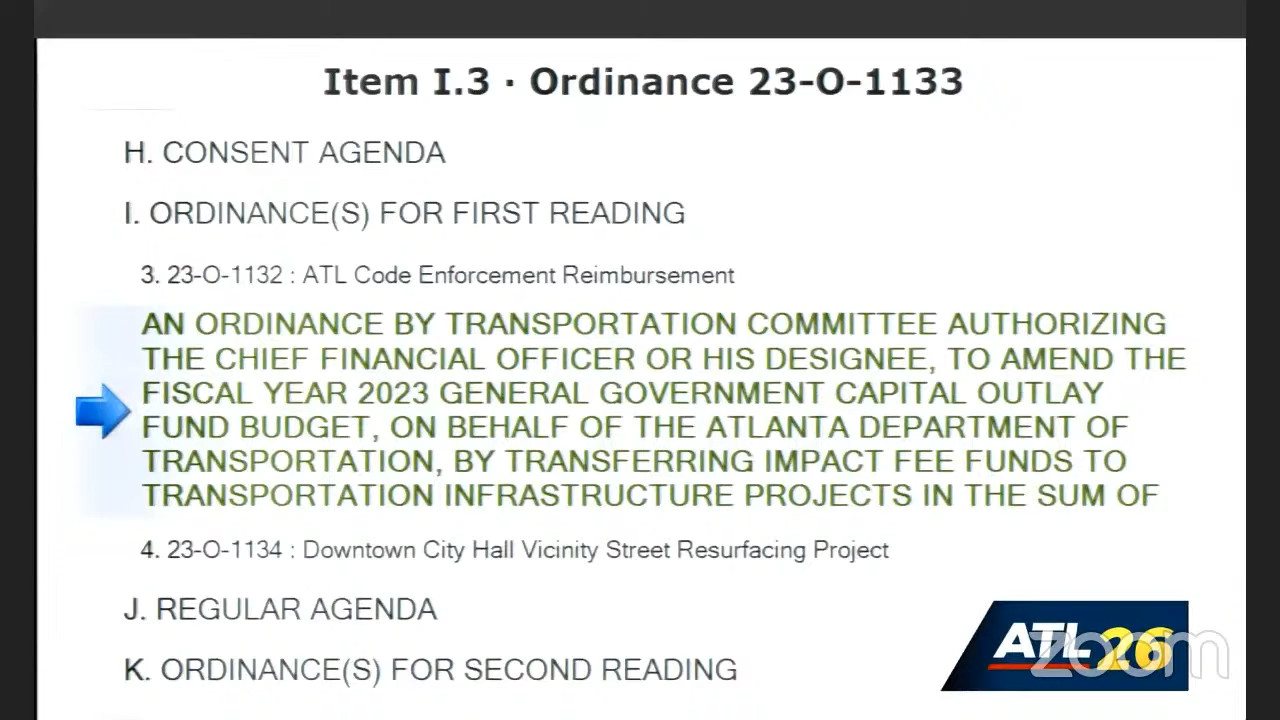 Item I.3 · Ordinance 23-O-1133
H. CONSENT AGENDA
I. ORDINANCE(S) FOR FIRST READING
3. 23-O-1132 : ATL Code Enforcement Reimbursement
AN ORDINANCE BY TRANSPORTATION COMMITTEE AUTHORIZING
THE CHIEF FINANCIAL OFFICER OR HIS DESIGNEE, TO AMEND THE
FISCAL YEAR 2023 GENERAL GOVERNMENT CAPITAL OUTLAY
FUND BUDGET, ON BEHALF OF THE ATLANTA DEPARTMENT OF
TRANSPORTATION, BY TRANSFERRING IMPACT FEE FUNDS TO
TRANSPORTATION INFRASTRUCTURE PROJECTS IN THE SUM OF
4. 23-O-1134 : Downtown City Hall Vicinity Street Resurfacing Project
J. REGULAR AGENDA
K. ORDINANCE(S) FOR SECOND READING
ATL 26
zoom